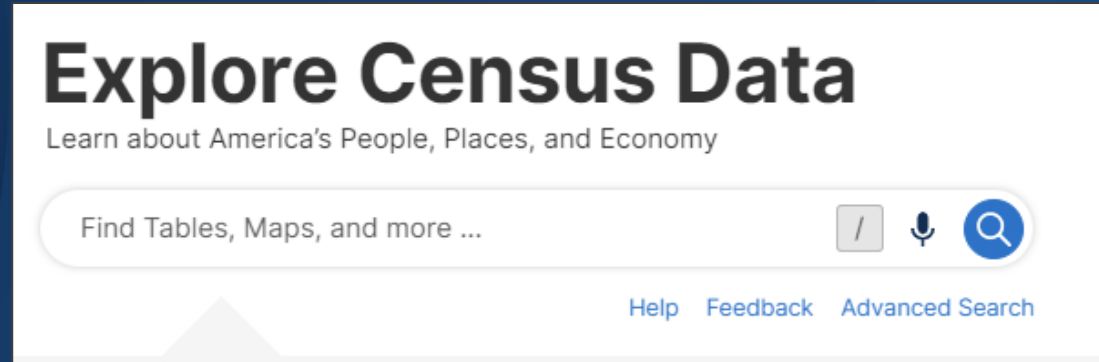 Explore Census Data
Learn about America's People, Places, and Economy
Find Tables, Maps, and more ... /
Help Feedback Advanced Search